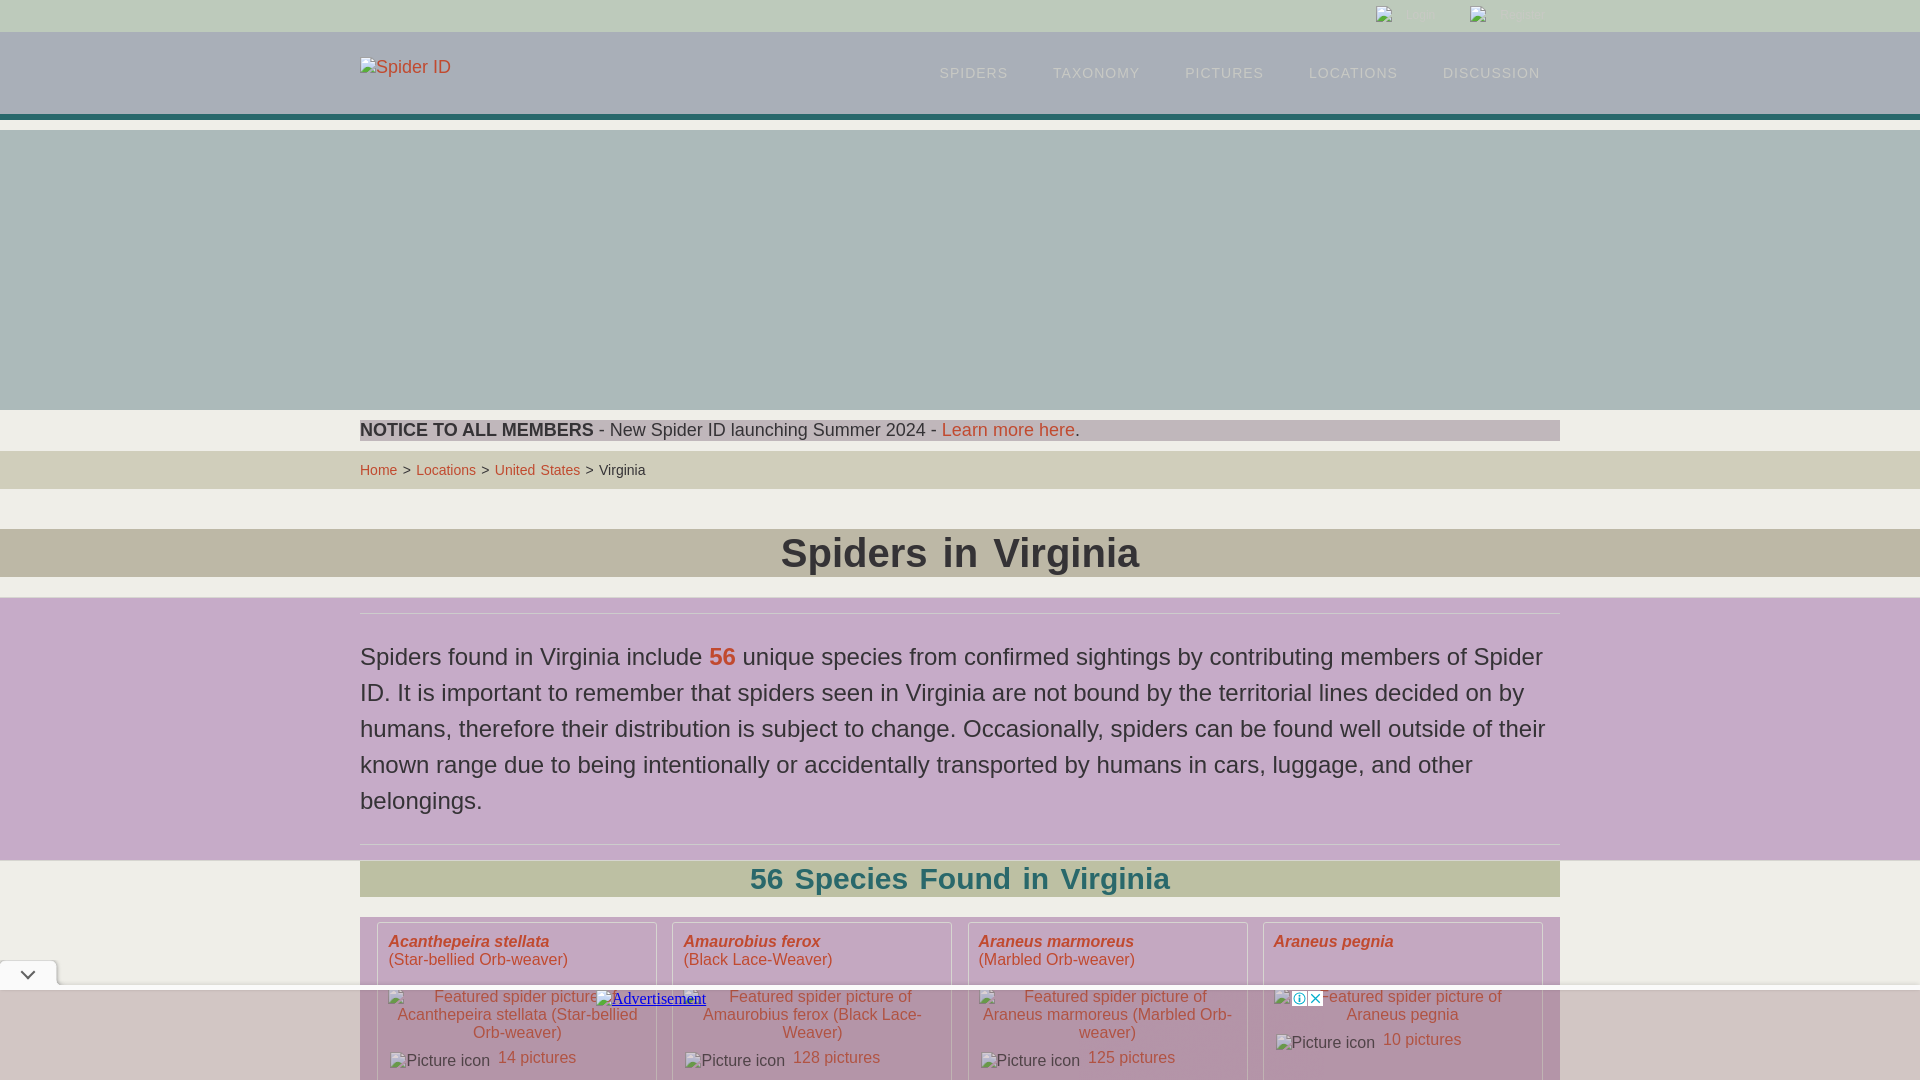 Spider ID
SPIDERS TAXONOMY PICTURES LOCATIONS DISCUSSION
NOTICE TO ALL MEMBERS - New Spider ID launching Summer 2024 - Learn more here.
Home > Locations > United States > Virginia
Spiders in Virginia
Spiders found in Virginia include 56 unique species from confirmed sightings by contributing members of Spider
ID. It is important to remember that spiders seen in Virginia are not bound by the territorial lines decided on by
humans, therefore their distribution is subject to change. Occasionally, spiders can be found well outside of their
known range due to being intentionally or accidentally transported by humans in cars, luggage, and other
belongings.
56 Species Found in Virginia
Acanthepeira stellata
(Star-bellied Orb-weaver)
Featured spider picture
Acanthepeira stellata (Star-bellied
Orb-weaver)
Picture icon 14 pictures
Amaurobius ferox
(Black Lace-Weaver)
Featured spider picture of
Amaurobius ferox (Black Lace-
Weaver)
Picture icon 128 pictures
Araneus marmoreus
(Marbled Orb-weaver)
Featured spider picture of
Araneus marmoreus (Marbled Orb-
weaver)
Picture icon 125 pictures
Araneus pegnia
Featured spider picture of
Araneus pegnia
Picture icon 10 pictures
Advertisement